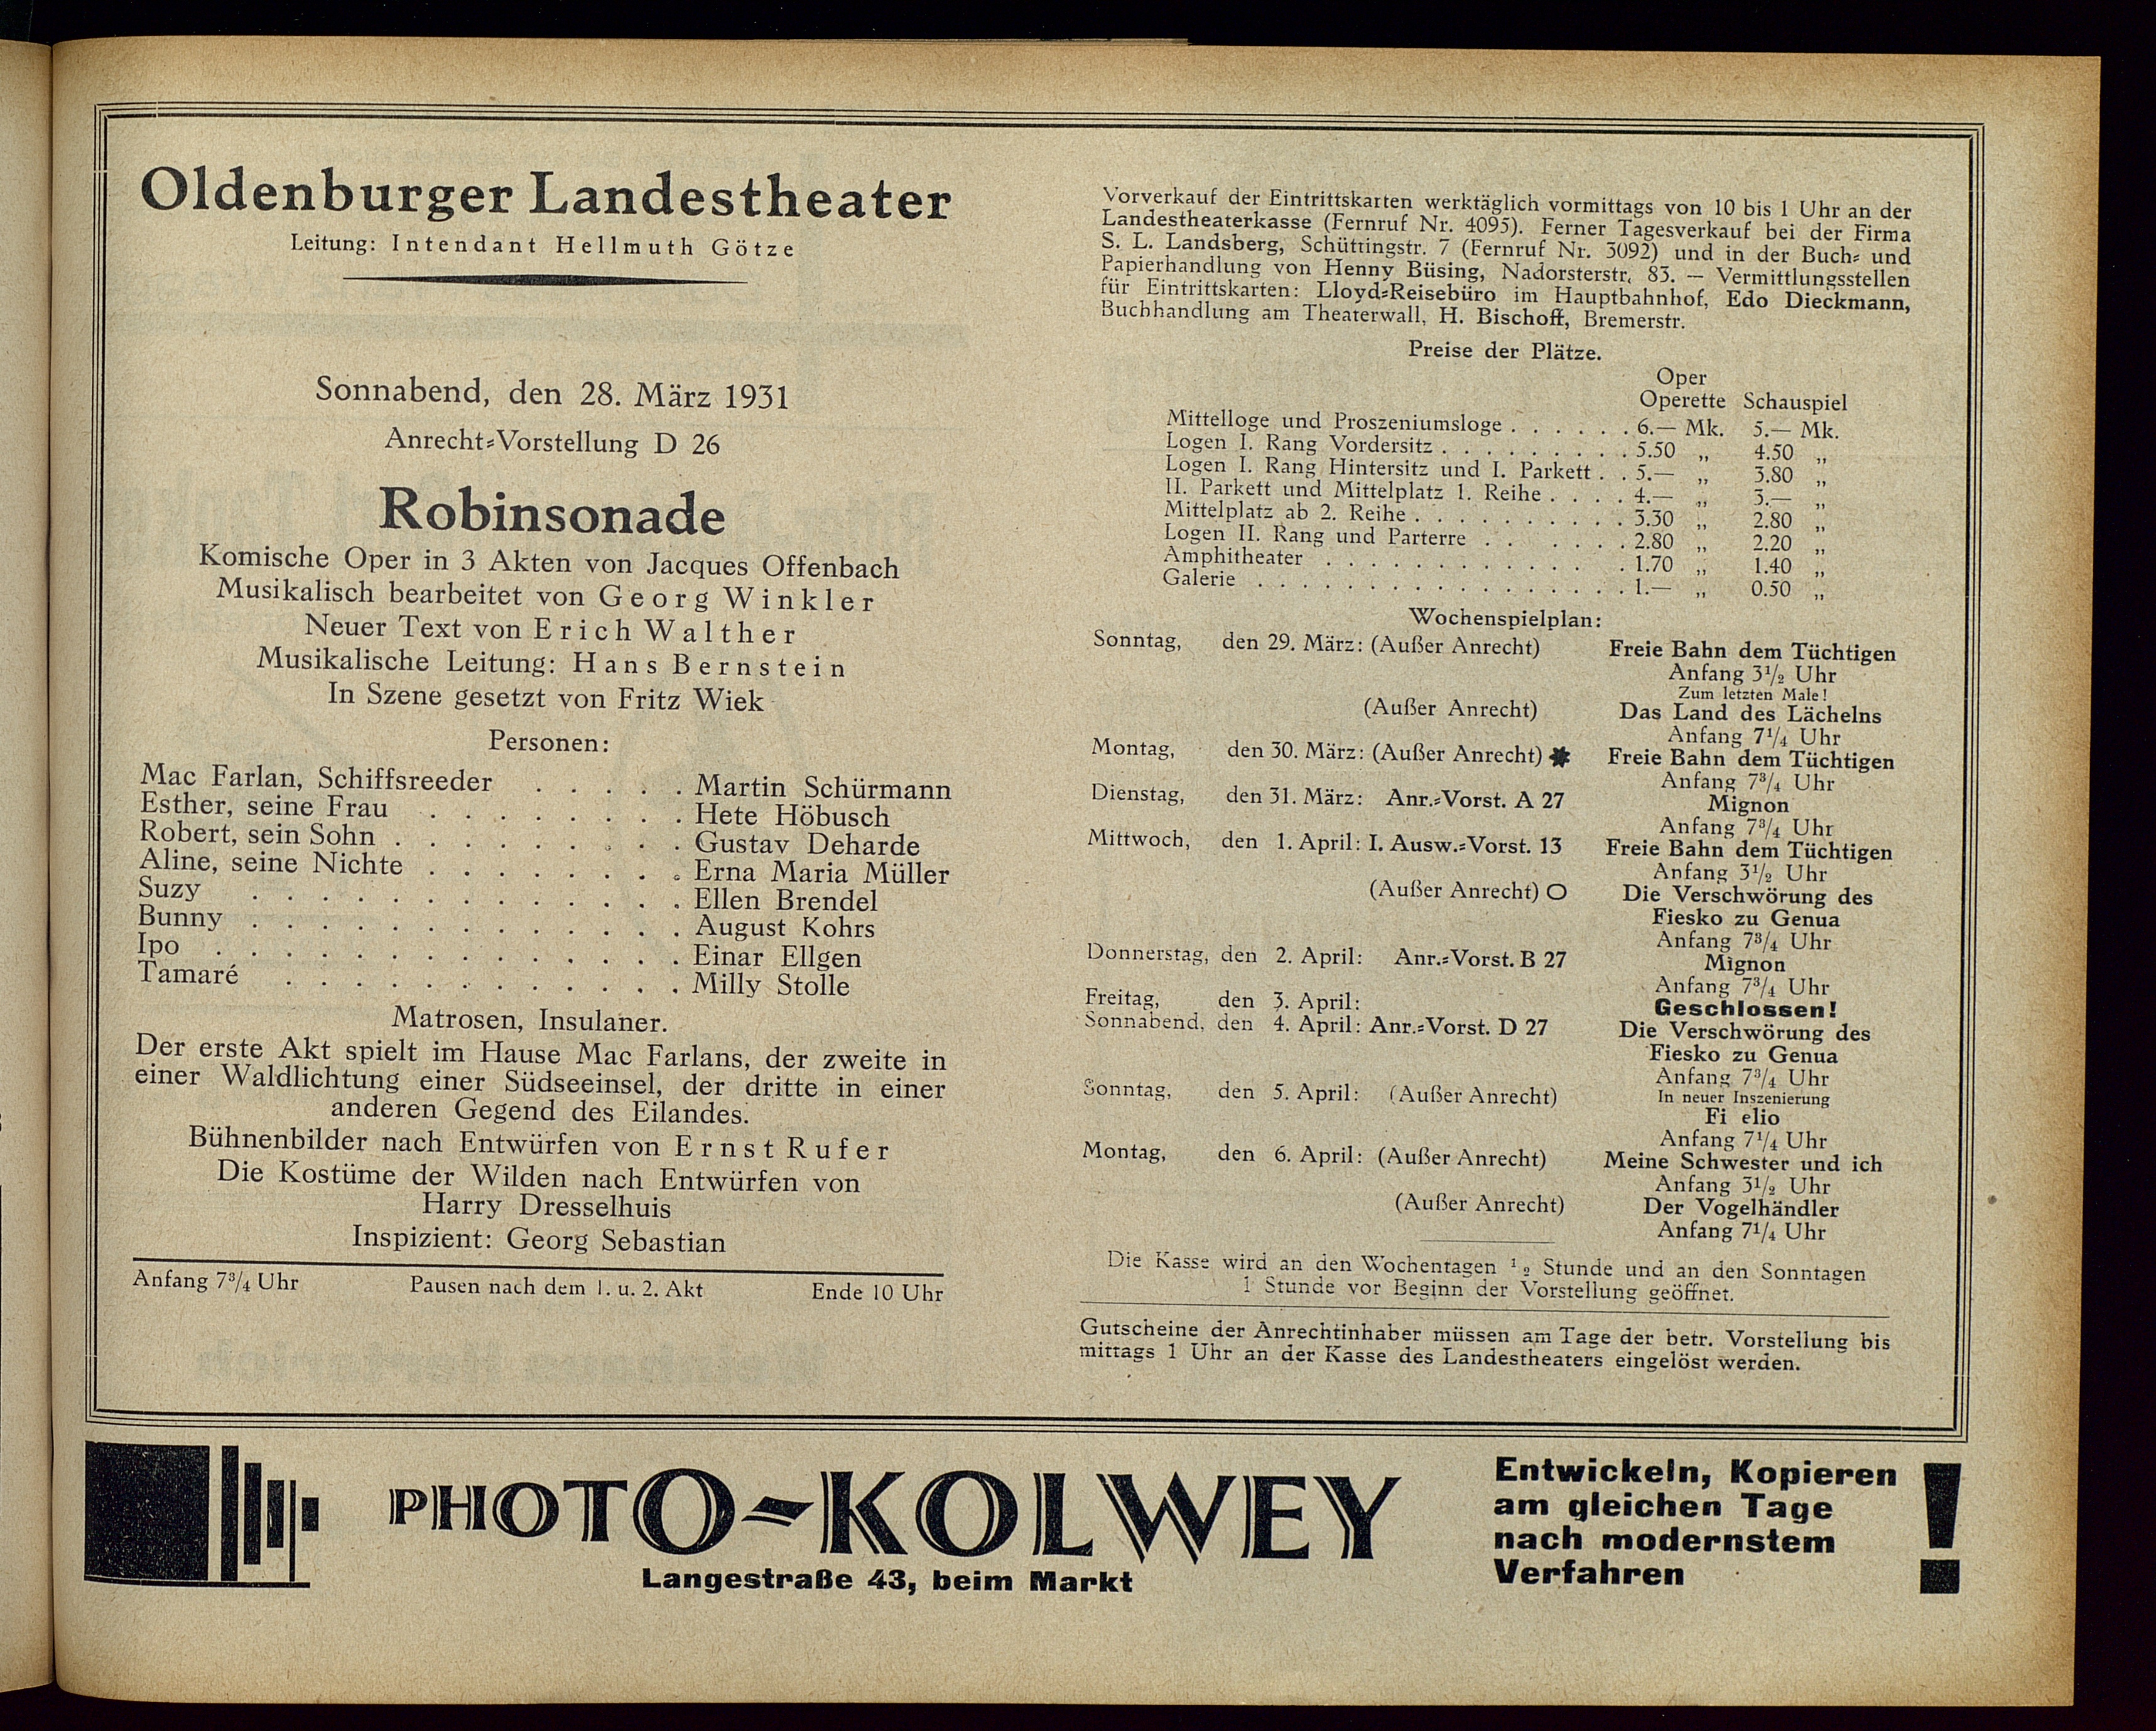 Oldenburger Landestheater
Leitung: Intendant Hellmuth Götze
Sonnabend, den 28. März 1931
Anrecht-Vorstellung D 26
Robinsonade
Komische Oper in 3 Akten von Jacques Offenbach
Musikalisch bearbeitet von Georg Winkler
Neuer Text von Erich Walther
Musikalische Leitung: Hans Bernstein
In Szene gesetzt von Fritz Wiek
Personen:
Mac Farlan, Schiffsreeder . . . . . Martin Schürmann
Esther, seine Frau . . . . . . . . Hete Höbusch
Robert, sein Sohn . . . . . . . . . Gustav Deharde
Aline, seine Nichte . . . . . . . . Erna Maria Müller
Suzy . . . . . . . . . . . . . Ellen Brendel
Bunny . . . . . . . . . . . . . August Kohrs
Ipo . . . . . . . . . . . . . . Einar Ellgen
Tamaré . . . . . . . . . . . . Milly Stolle
Matrosen, Insulaner.
Der erste Akt spielt im Hause Mac Farlans, der zweite in
einer Waldlichtung einer Südseeinsel, der dritte in einer
anderen Gegend des Eilandes.
Bühnenbilder nach Entwürfen von Ernst Rufer
Die Kostüme der Wilden nach Entwürfen von
Harry Dresselhuis
Inspizient: Georg Sebastian
Anfang 7³/₄ Uhr Pausen nach dem 1. u. 2. Akt Ende 10 Uhr
Vorverkauf der Eintrittskarten werktäglich vormittags von 10 bis 1 Uhr an der
Landestheaterkasse (Fernruf Nr. 4095). Ferner Tagesverkauf bei der Firma
S. L. Landsberg, Schüttingstr. 7 (Fernruf Nr. 3092) und in der Buch- und
Papierhandlung von Henny Büsing, Nadorsterstr. 83. — Vermittlungsstellen
für Eintrittskarten: Lloyd-Reisebüro im Hauptbahnhof, Edo Dieckmann,
Buchhandlung am Theaterwall, H. Bischoff, Bremerstr.
Preise der Plätze.
Oper
Operette Schauspiel
Mittelloge und Proszeniumsloge . . . . . . 6.— Mk. 5.— Mk.
Logen I. Rang Vordersitz . . . . . . . . . 5.50 „ 4.50 „
Logen I. Rang Hintersitz und I. Parkett . . 5.— „ 3.80 „
II. Parkett und Mittelplatz 1. Reihe . . . . 4.— „ 3.— „
Mittelplatz ab 2. Reihe . . . . . . . . . . 3.30 „ 2.80 „
Logen II. Rang und Parterre . . . . . . . 2.80 „ 2.20 „
Amphitheater . . . . . . . . . . . . . 1.70 „ 1.40 „
Galerie . . . . . . . . . . . . . . . . . 1.— „ 0.50 „
Wochenspielplan:
Sonntag, den 29. März: (Außer Anrecht) Freie Bahn dem Tüchtigen
Anfang 3¹/₂ Uhr
Zum letzten Male!
(Außer Anrecht) Das Land des Lächelns
Anfang 7¹/₄ Uhr
Montag, den 30. März: (Außer Anrecht) ✱ Freie Bahn dem Tüchtigen
Anfang 7³/₄ Uhr
Dienstag, den 31. März: Anr.-Vorst. A 27 Mignon
Anfang 7³/₄ Uhr
Mittwoch, den 1. April: I. Ausw.-Vorst. 13 Freie Bahn dem Tüchtigen
Anfang 3¹/₂ Uhr
(Außer Anrecht) O Die Verschwörung des
Fiesko zu Genua
Anfang 7³/₄ Uhr
Donnerstag, den 2. April: Anr.-Vorst. B 27 Mignon
Anfang 7³/₄ Uhr
Freitag, den 3. April: Geschlossen!
Sonnabend, den 4. April: Anr.-Vorst. D 27 Die Verschwörung des
Fiesko zu Genua
Anfang 7³/₄ Uhr
Sonntag, den 5. April: (Außer Anrecht) In neuer Inszenierung
Fi elio
Anfang 7¹/₄ Uhr
Montag, den 6. April: (Außer Anrecht) Meine Schwester und ich
Anfang 3¹/₂ Uhr
(Außer Anrecht) Der Vogelhändler
Anfang 7¹/₄ Uhr
Die Kasse wird an den Wochentagen ¹ ₂ Stunde und an den Sonntagen
1 Stunde vor Beginn der Vorstellung geöffnet.
Gutscheine der Anrechtinhaber müssen am Tage der betr. Vorstellung bis
mittags 1 Uhr an der Kasse des Landestheaters eingelöst werden.
PHOTO-KOLWEY
Langestraße 43, beim Markt
Entwickeln, Kopieren
am gleichen Tage
nach modernstem
Verfahren !